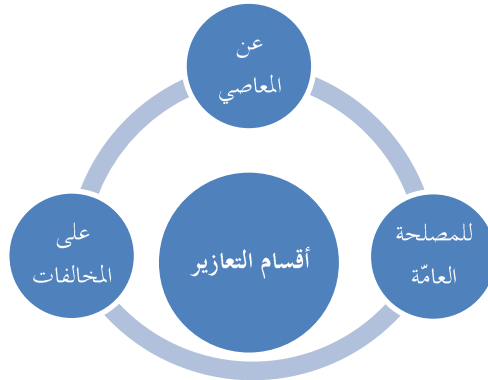 عن
المعاصي
للمصلحة
العامّة
أقسام التعازير
على
المخالفات